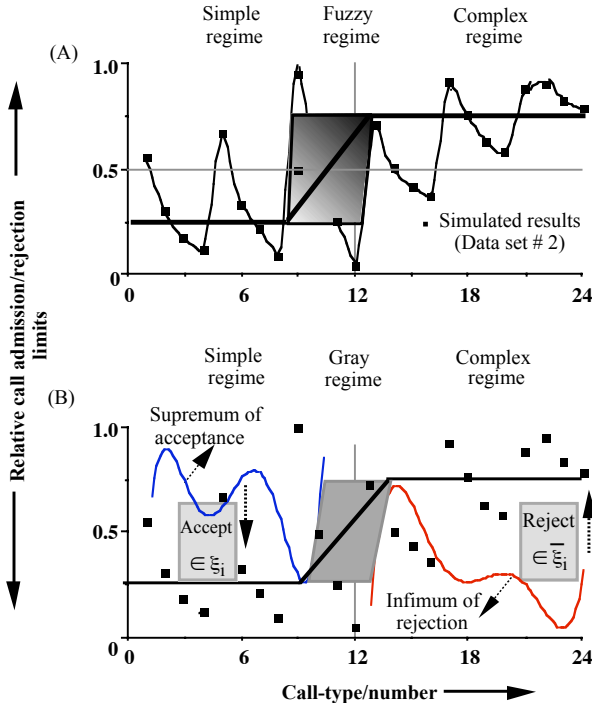 Simple regime
Fuzzy regime
Complex regime
(A)
1.0
0.5
0
Simulated results
(Data set # 2)
0
6
12
18
24
Relative call admission/rejection
limits
Simple regime
Gray regime
Complex regime
(B)
Supremum of
acceptance
1.0
0.5
0
Accept
∈ ξi
Reject
∈ ξ̅i
Infimum of
rejection
0
6
12
18
24
Call-type/number